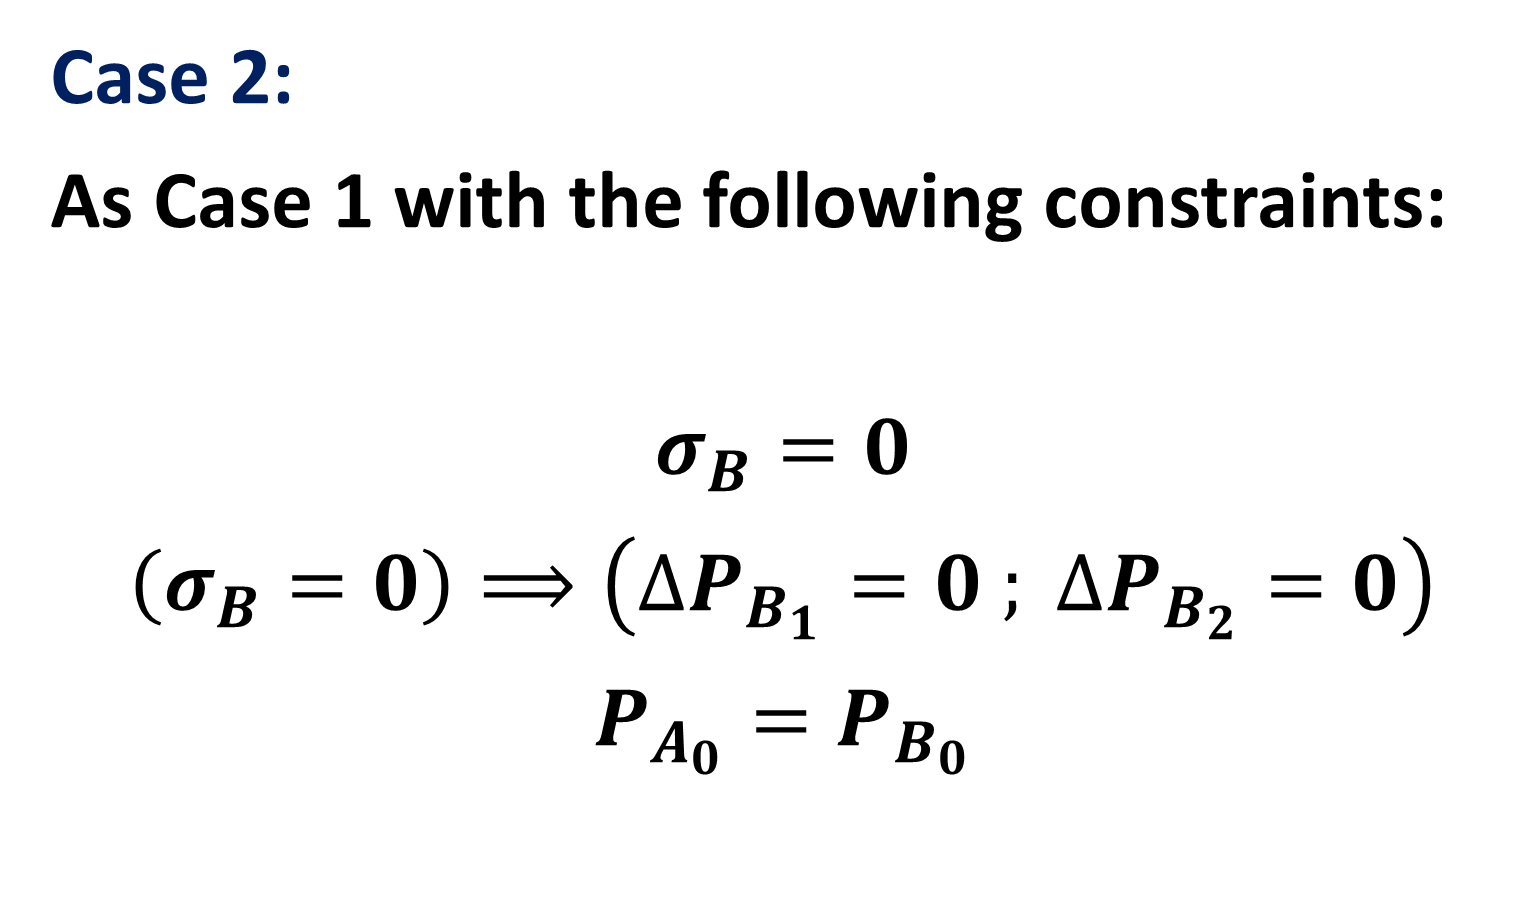 Case 2:
As Case 1 with the following constraints:
σ_B = 0
(σ_B = 0) ⟹ (ΔP_{B_1} = 0 ; ΔP_{B_2} = 0)
P_{A_0} = P_{B_0}